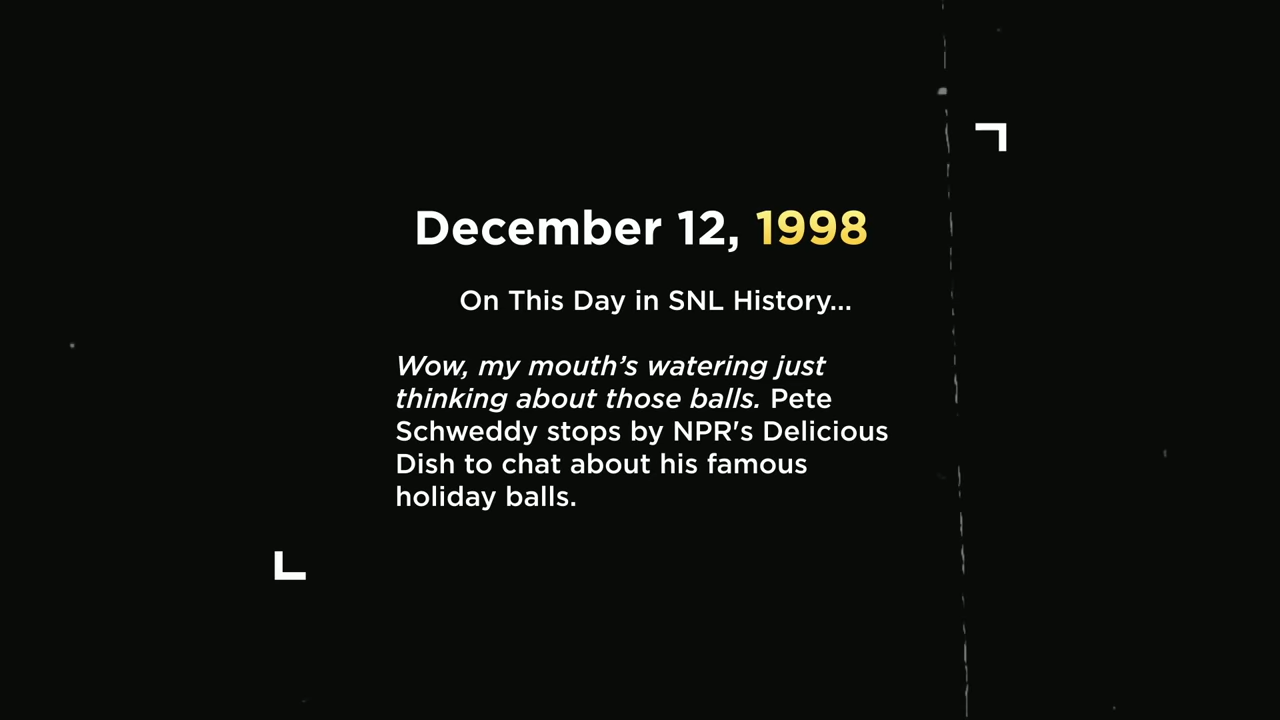 December 12, 1998
On This Day in SNL History...
Wow, my mouth’s watering just
thinking about those balls. Pete
Schweddy stops by NPR's Delicious
Dish to chat about his famous
holiday balls.